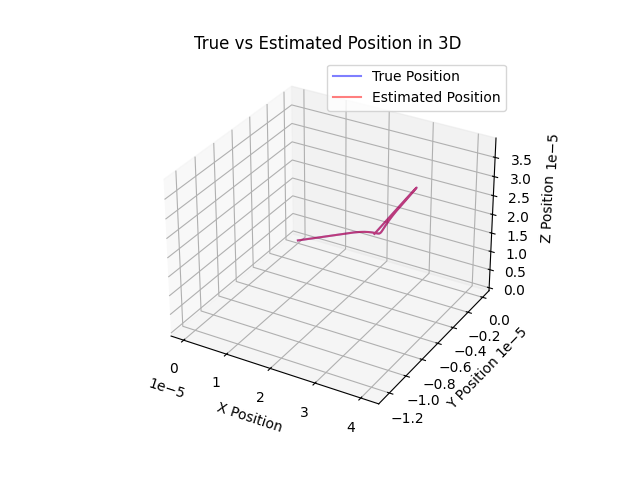 True vs Estimated Position in 3D
True Position
Estimated Position
3.5
3.0
2.5
2.0
1.5
1.0
0.5
0.0
Z Position 1e−5
0.0
−0.2
−0.4
−0.6
−0.8
−1.0
−1.2
Y Position 1e−5
0
1
2
3
4
1e−5
X Position